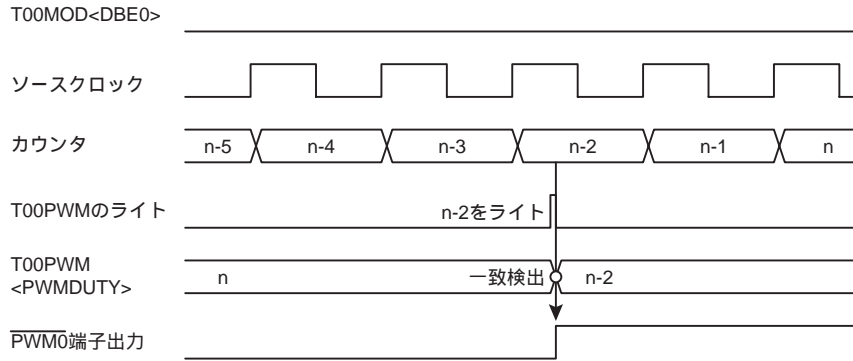 T00MOD<DBE0>
ソースクロック
カウンタ n-5 n-4 n-3 n-2 n-1 n
T00PWMのライト n-2をライト
T00PWM
<PWMDUTY> n 一致検出 n-2
PWM0端子出力